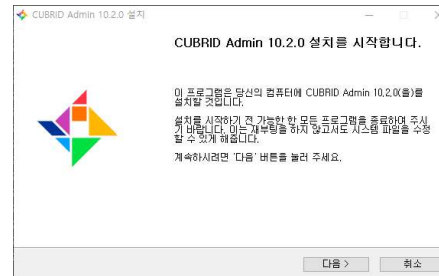 CUBRID Admin 10.2.0 설치
CUBRID Admin 10.2.0 설치를 시작합니다.
이 프로그램은 당신의 컴퓨터에 CUBRID Admin 10.2.0(을)를
설치할 것입니다.
설치를 시작하기 전 가능한 한 모든 프로그램을 종료하여 주시
기 바랍니다. 이는 재부팅을 하지 않고서도 시스템 파일을 수정
할 수 있게 해줍니다.
계속하시려면 '다음' 버튼을 눌러 주세요.
다음 >
취소